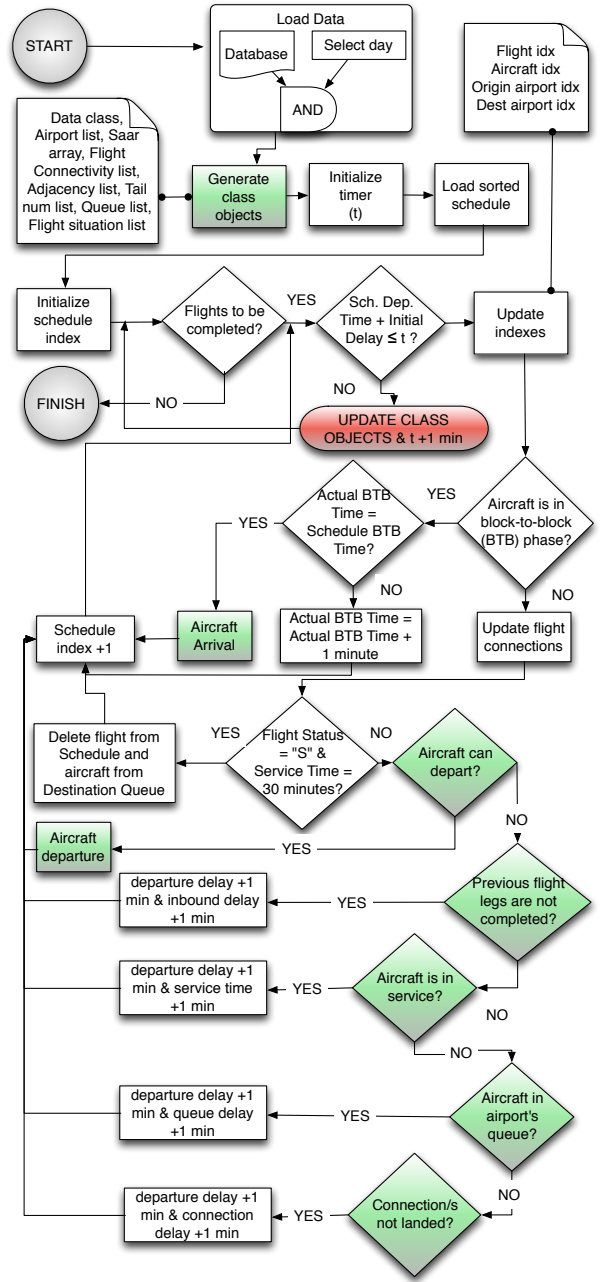 START
Load Data
Database
Select day
AND
Flight idx
Aircraft idx
Origin airport idx
Dest airport idx
Data class,
Airport list, Saar
array, Flight
Connectivity list,
Adjacency list, Tail
num list, Queue list,
Flight situation list
Generate
class
objects
Initialize
timer
(t)
Load sorted
schedule
Initialize
schedule
index
Flights to be
completed?
YES
Sch. Dep.
Time + Initial
Delay ≤ t ?
Update
indexes
NO
FINISH
NO
UPDATE CLASS
OBJECTS & t +1 min
Actual BTB
Time =
Schedule BTB
Time?
YES
YES
Aircraft is in
block-to-block
(BTB) phase?
NO
NO
Schedule
index +1
Aircraft
Arrival
Actual BTB Time =
Actual BTB Time +
1 minute
Update flight
connections
Delete flight from
Schedule and
aircraft from
Destination Queue
YES
Flight Status
= "S" &
Service Time =
30 minutes?
NO
Aircraft can
depart?
NO
Aircraft
departure
YES
departure delay +1
min & inbound delay
+1 min
YES
Previous flight
legs are not
completed?
departure delay +1
min & service time
+1 min
YES
Aircraft is in
service?
NO
NO
departure delay +1
min & queue delay
+1 min
YES
Aircraft in
airport's
queue?
NO
departure delay +1
min & connection
delay +1 min
YES
Connection/s
not landed?